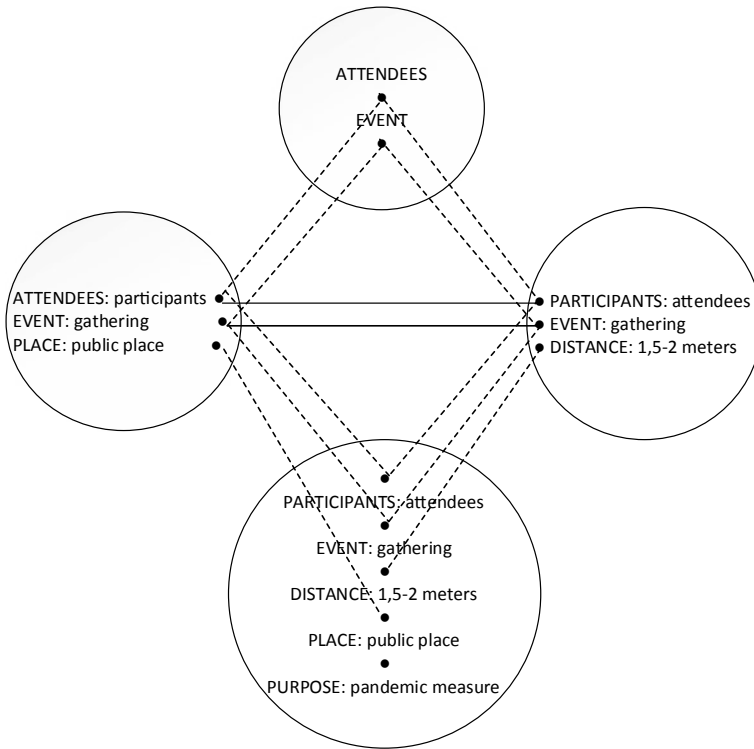 ATTENDEES
EVENT
ATTENDEES: participants
EVENT: gathering
PLACE: public place
PARTICIPANTS: attendees
EVENT: gathering
DISTANCE: 1,5-2 meters
PARTICIPANTS: attendees
EVENT: gathering
DISTANCE: 1,5-2 meters
PLACE: public place
PURPOSE: pandemic measure